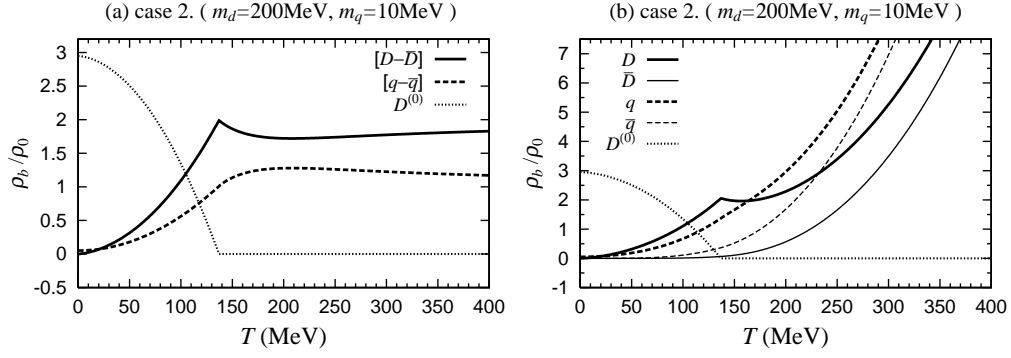 (a) case 2. ( m_d=200MeV, m_q=10MeV )
ρ_b/ρ_0
3
2.5
2
1.5
1
0.5
0
-0.5
[D−D̅]
[q−q̅]
D^(0)
0 50 100 150 200 250 300 350 400
T (MeV)
(b) case 2. ( m_d=200MeV, m_q=10MeV )
ρ_b/ρ_0
7
6
5
4
3
2
1
0
-1
D
D̅
q
q̅
D^(0)
0 50 100 150 200 250 300 350 400
T (MeV)